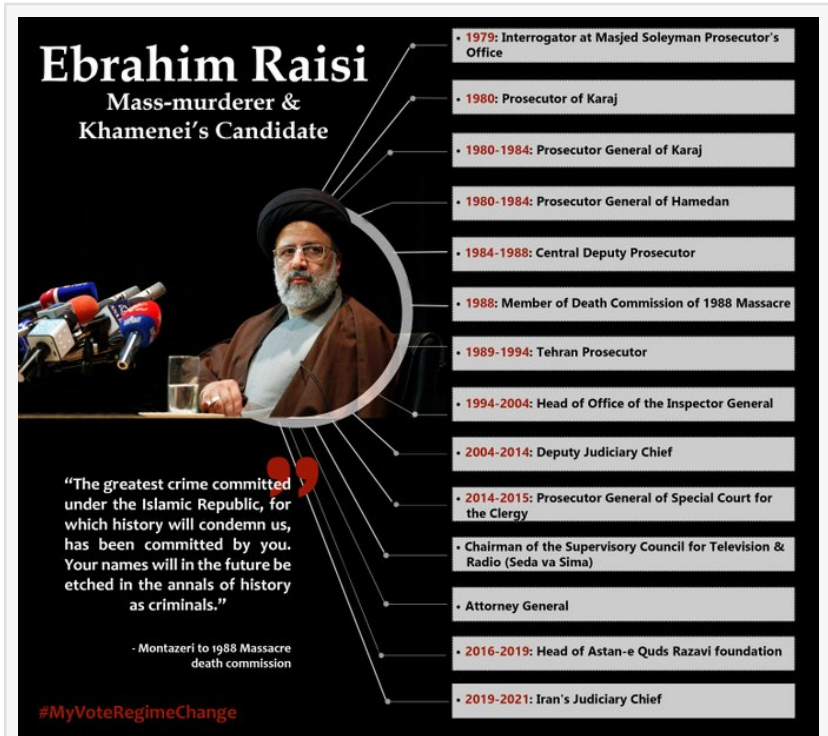 Ebrahim Raisi
Mass-murderer &
Khamenei's Candidate
• 1979: Interrogator at Masjed Soleyman Prosecutor's
Office
• 1980: Prosecutor of Karaj
• 1980-1984: Prosecutor General of Karaj
• 1980-1984: Prosecutor General of Hamedan
• 1984-1988: Central Deputy Prosecutor
• 1988: Member of Death Commission of 1988 Massacre
• 1989-1994: Tehran Prosecutor
• 1994-2004: Head of Office of the Inspector General
• 2004-2014: Deputy Judiciary Chief
• 2014-2015: Prosecutor General of Special Court for
the Clergy
• Chairman of the Supervisory Council for Television &
Radio (Seda va Sima)
• Attorney General
• 2016-2019: Head of Astan-e Quds Razavi foundation
• 2019-2021: Iran's Judiciary Chief
“The greatest crime committed
under the Islamic Republic, for
which history will condemn us,
has been committed by you.
Your names will in the future be
etched in the annals of history
as criminals.”
- Montazeri to 1988 Massacre
death commission
#MyVoteRegimeChange